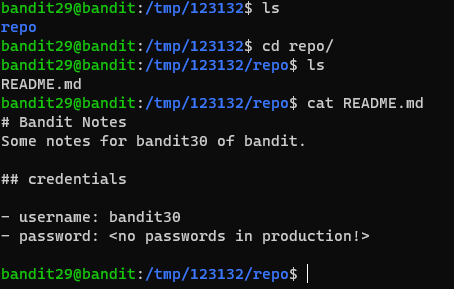 bandit29@bandit:/tmp/123132$ ls
repo
bandit29@bandit:/tmp/123132$ cd repo/
bandit29@bandit:/tmp/123132/repo$ ls
README.md
bandit29@bandit:/tmp/123132/repo$ cat README.md
# Bandit Notes
Some notes for bandit30 of bandit.
## credentials
- username: bandit30
- password: <no passwords in production!>
bandit29@bandit:/tmp/123132/repo$